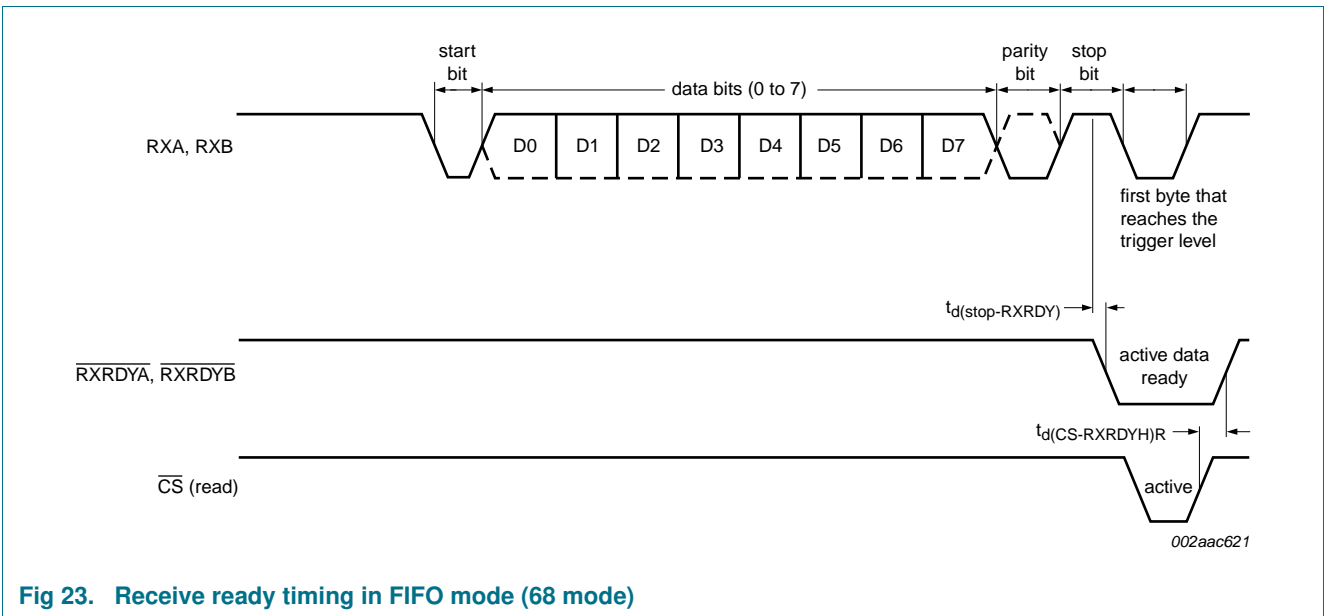 start
bit
parity
bit
stop
bit
data bits (0 to 7)
RXA, RXB
D0 D1 D2 D3 D4 D5 D6 D7
first byte that
reaches the
trigger level
td(stop-RXRDY)
RXRDYA, RXRDYB
active data
ready
td(CS-RXRDYH)R
CS (read)
active
002aac621
Fig 23. Receive ready timing in FIFO mode (68 mode)